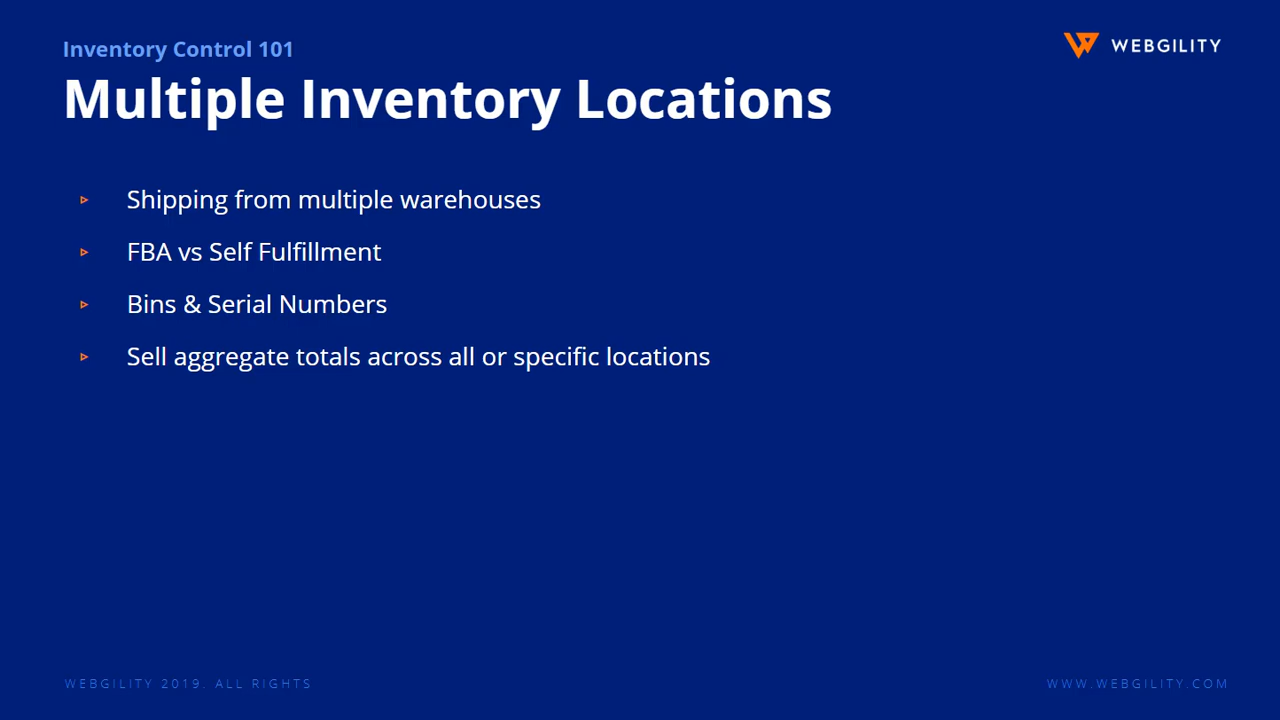 Inventory Control 101
WEBGILITY
Multiple Inventory Locations
Shipping from multiple warehouses
FBA vs Self Fulfillment
Bins & Serial Numbers
Sell aggregate totals across all or specific locations
WEBGILITY 2019. ALL RIGHTS
WWW.WEBGILITY.COM